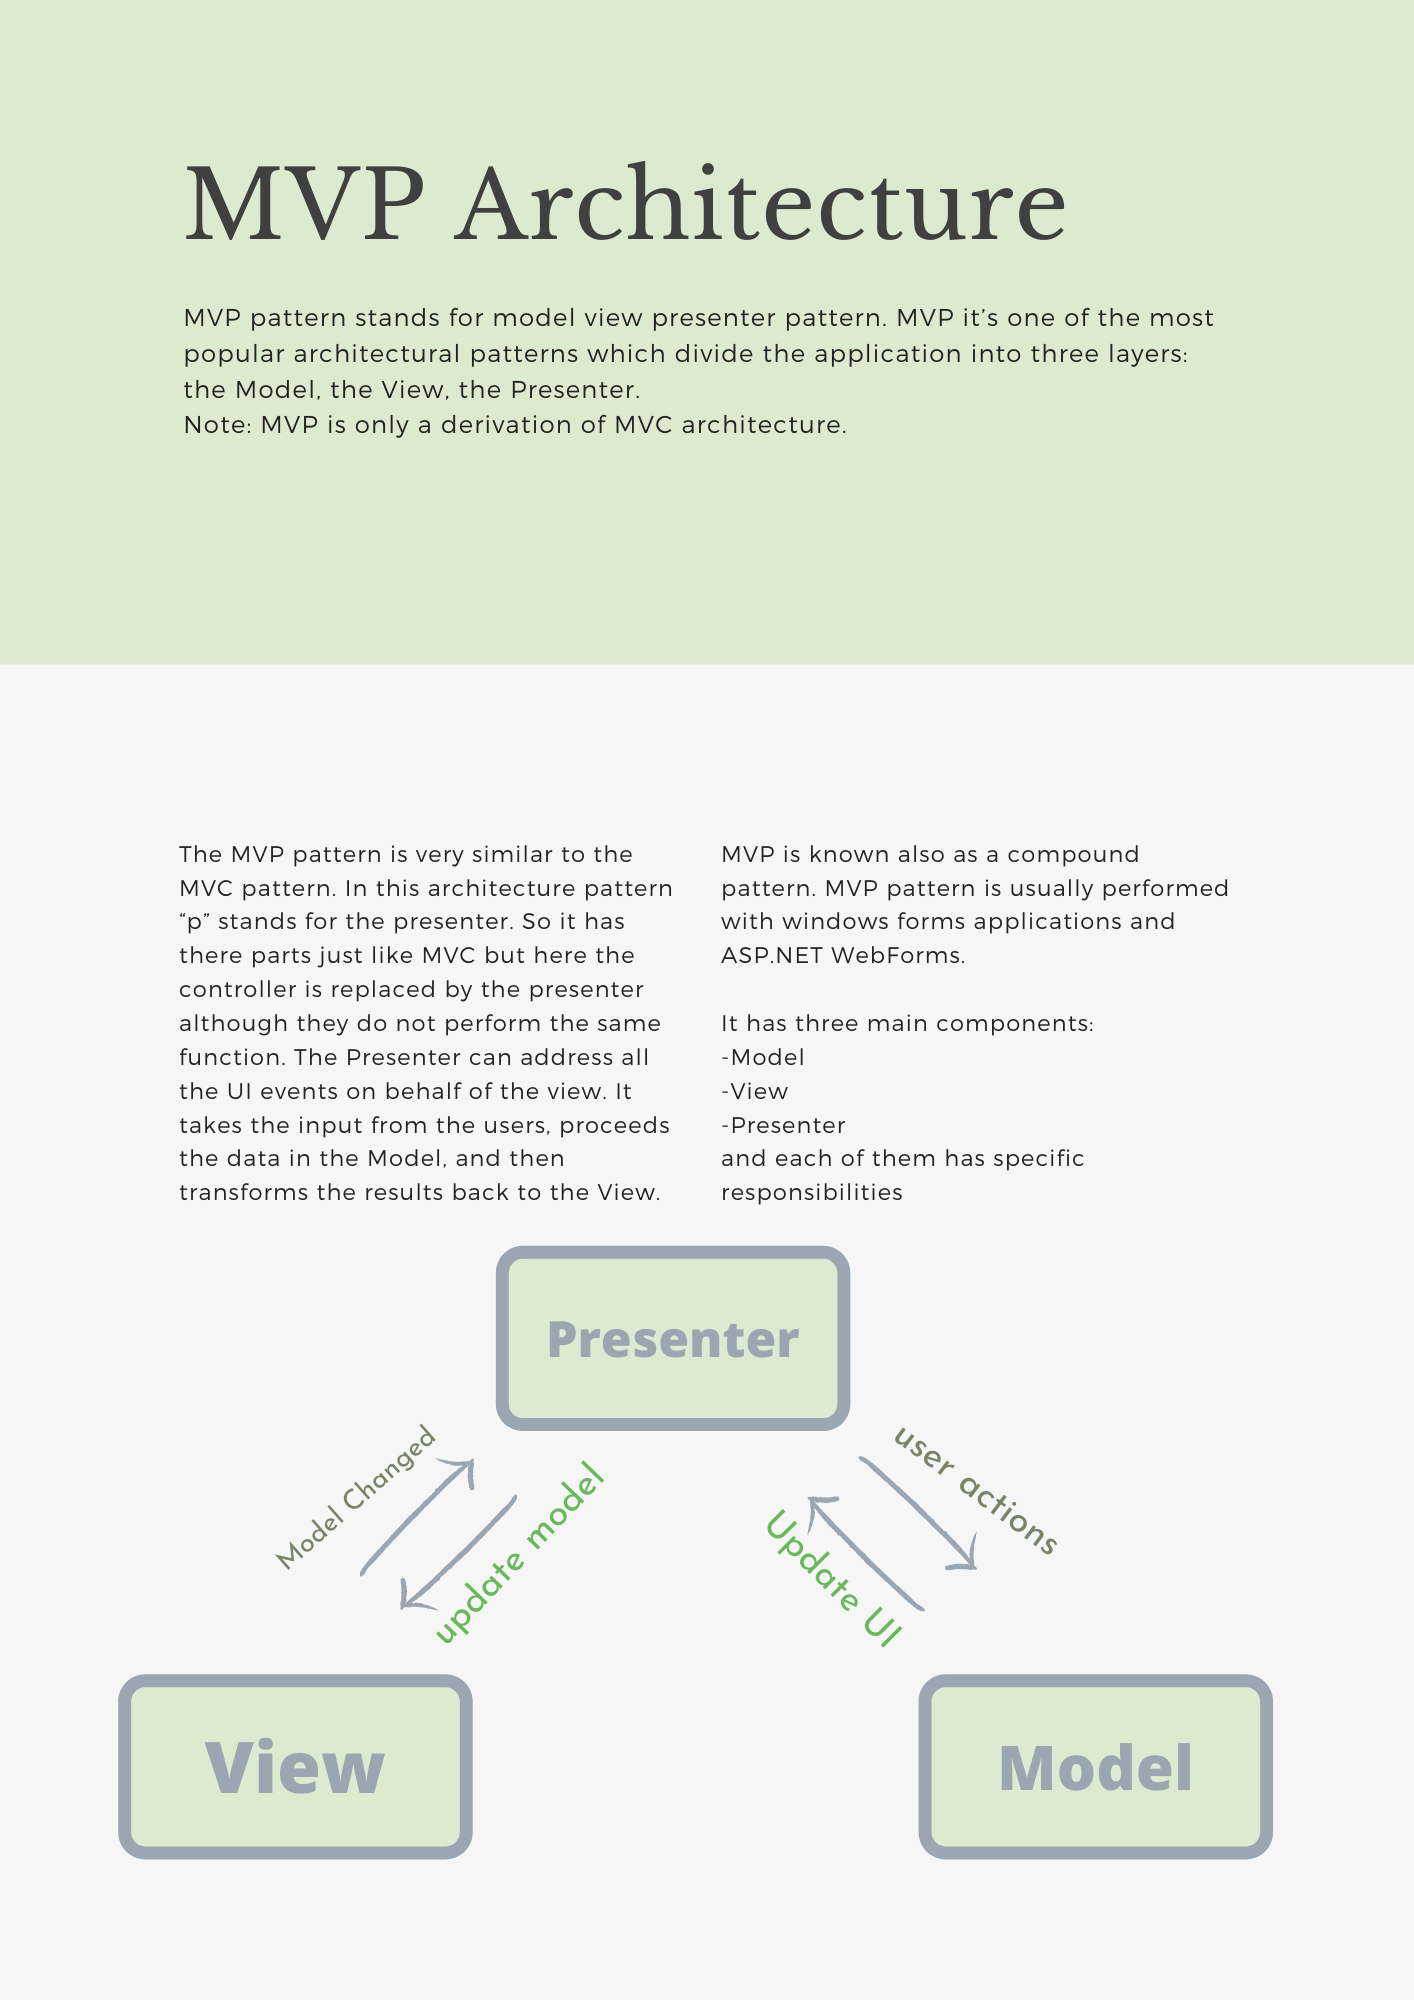 MVP Architecture
MVP pattern stands for model view presenter pattern. MVP it’s one of the most
popular architectural patterns which divide the application into three layers:
the Model, the View, the Presenter.
Note: MVP is only a derivation of MVC architecture.
The MVP pattern is very similar to the
MVC pattern. In this architecture pattern
“p” stands for the presenter. So it has
there parts just like MVC but here the
controller is replaced by the presenter
although they do not perform the same
function. The Presenter can address all
the UI events on behalf of the view. It
takes the input from the users, proceeds
the data in the Model, and then
transforms the results back to the View.
MVP is known also as a compound
pattern. MVP pattern is usually performed
with windows forms applications and
ASP.NET WebForms.
It has three main components:
-Model
-View
-Presenter
and each of them has specific
responsibilities
Presenter
Model Changed
update model
Update UI
user actions
View
Model